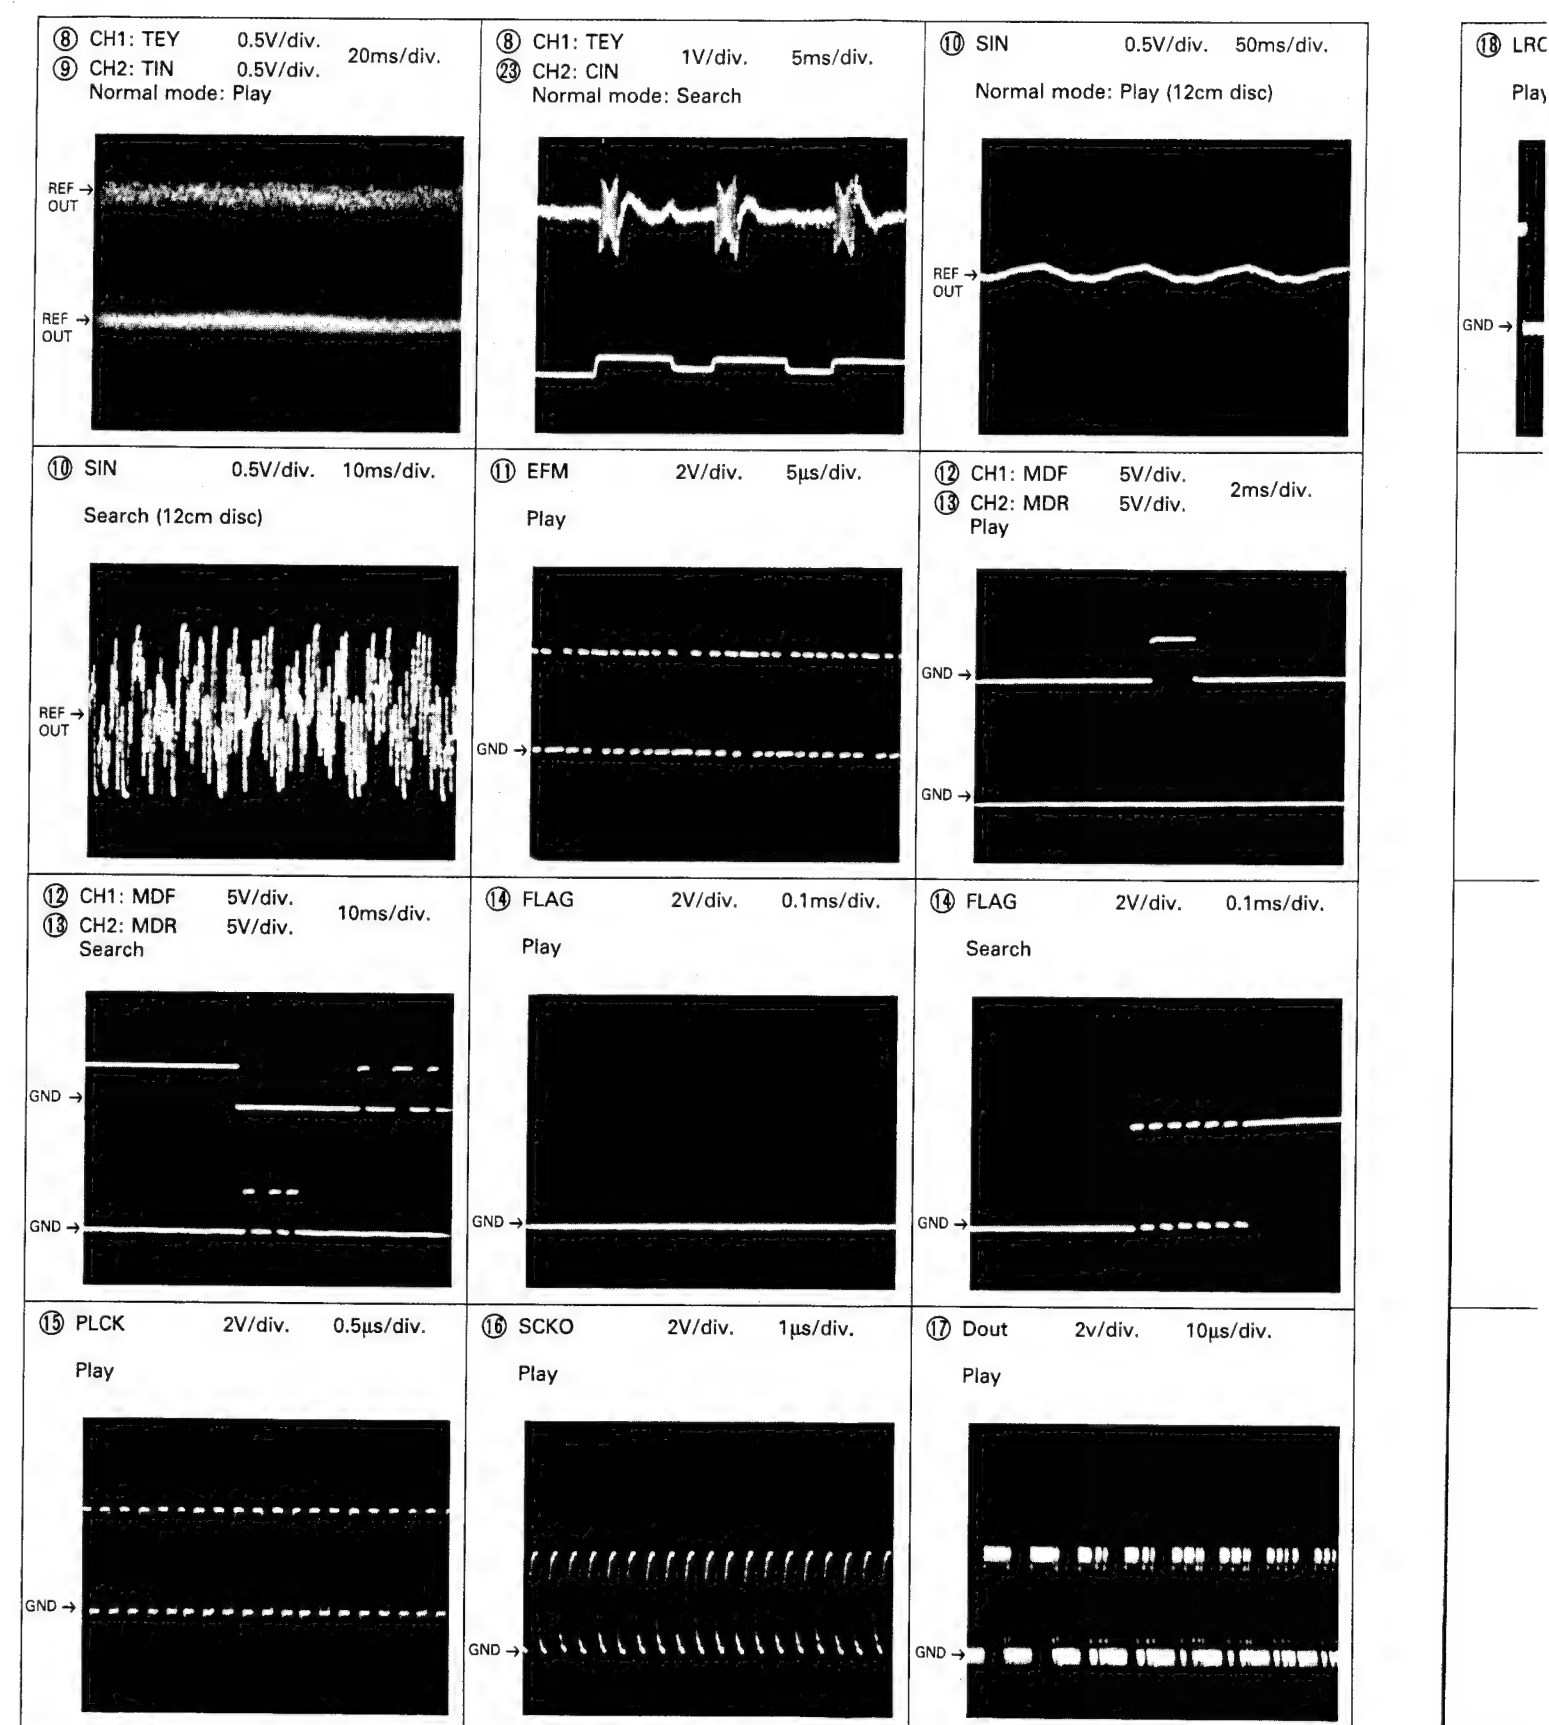 ⑧ CH1: TEY 0.5V/div. 20ms/div.
⑨ CH2: TIN 0.5V/div.
Normal mode: Play
REF →
OUT
REF →
OUT
⑧ CH1: TEY 1V/div. 5ms/div.
㉓ CH2: CIN
Normal mode: Search
⑩ SIN 0.5V/div. 50ms/div.
Normal mode: Play (12cm disc)
REF →
OUT
⑱ LRC
Play
GND →
⑩ SIN 0.5V/div. 10ms/div.
Search (12cm disc)
REF →
OUT
⑪ EFM 2V/div. 5µs/div.
Play
GND →
⑫ CH1: MDF 5V/div. 2ms/div.
⑬ CH2: MDR 5V/div.
Play
GND →
GND →
⑫ CH1: MDF 5V/div. 10ms/div.
⑬ CH2: MDR 5V/div.
Search
GND →
GND →
⑭ FLAG 2V/div. 0.1ms/div.
Play
GND →
⑭ FLAG 2V/div. 0.1ms/div.
Search
GND →
⑮ PLCK 2V/div. 0.5µs/div.
Play
GND →
⑯ SCKO 2V/div. 1µs/div.
Play
GND →
⑰ Dout 2v/div. 10µs/div.
Play
GND →